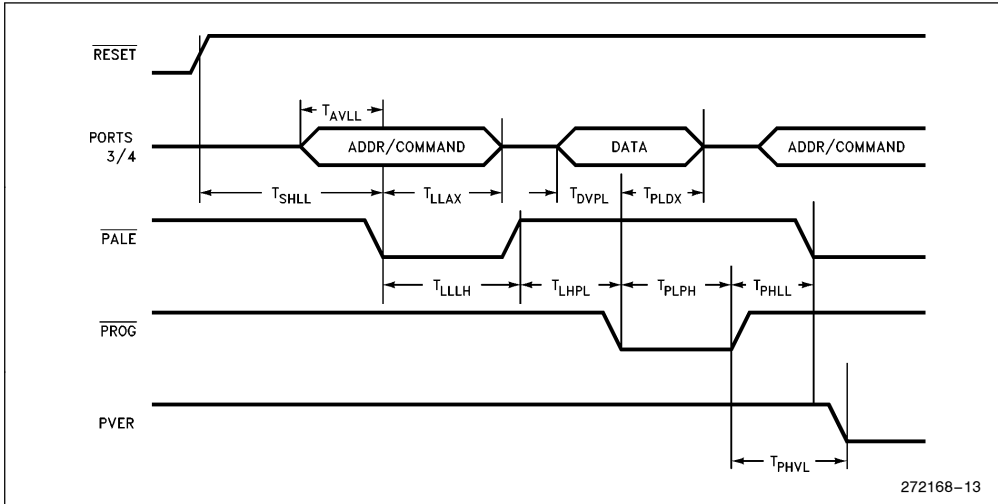 RESET
T_AVLL
PORTS
3/4
ADDR/COMMAND
DATA
ADDR/COMMAND
T_SHLL
T_LLAX
T_DVPL
T_PLDX
PALE
T_LLLH
T_LHPL
T_PLPH
T_PHLL
PROG
PVER
T_PHVL
272168–13